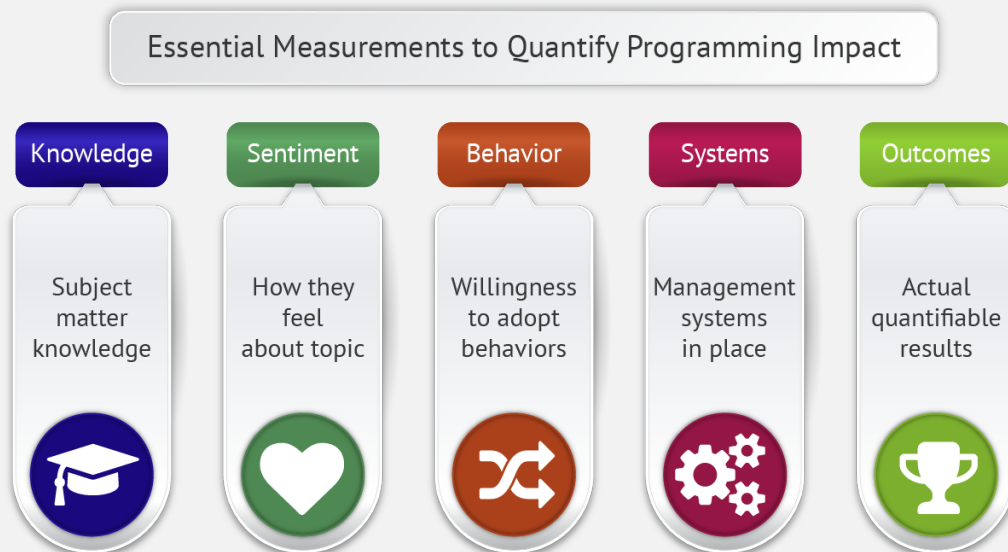 Essential Measurements to Quantify Programming Impact
Knowledge
Subject
matter
knowledge
Sentiment
How they
feel
about topic
Behavior
Willingness
to adopt
behaviors
Systems
Management
systems
in place
Outcomes
Actual
quantifiable
results